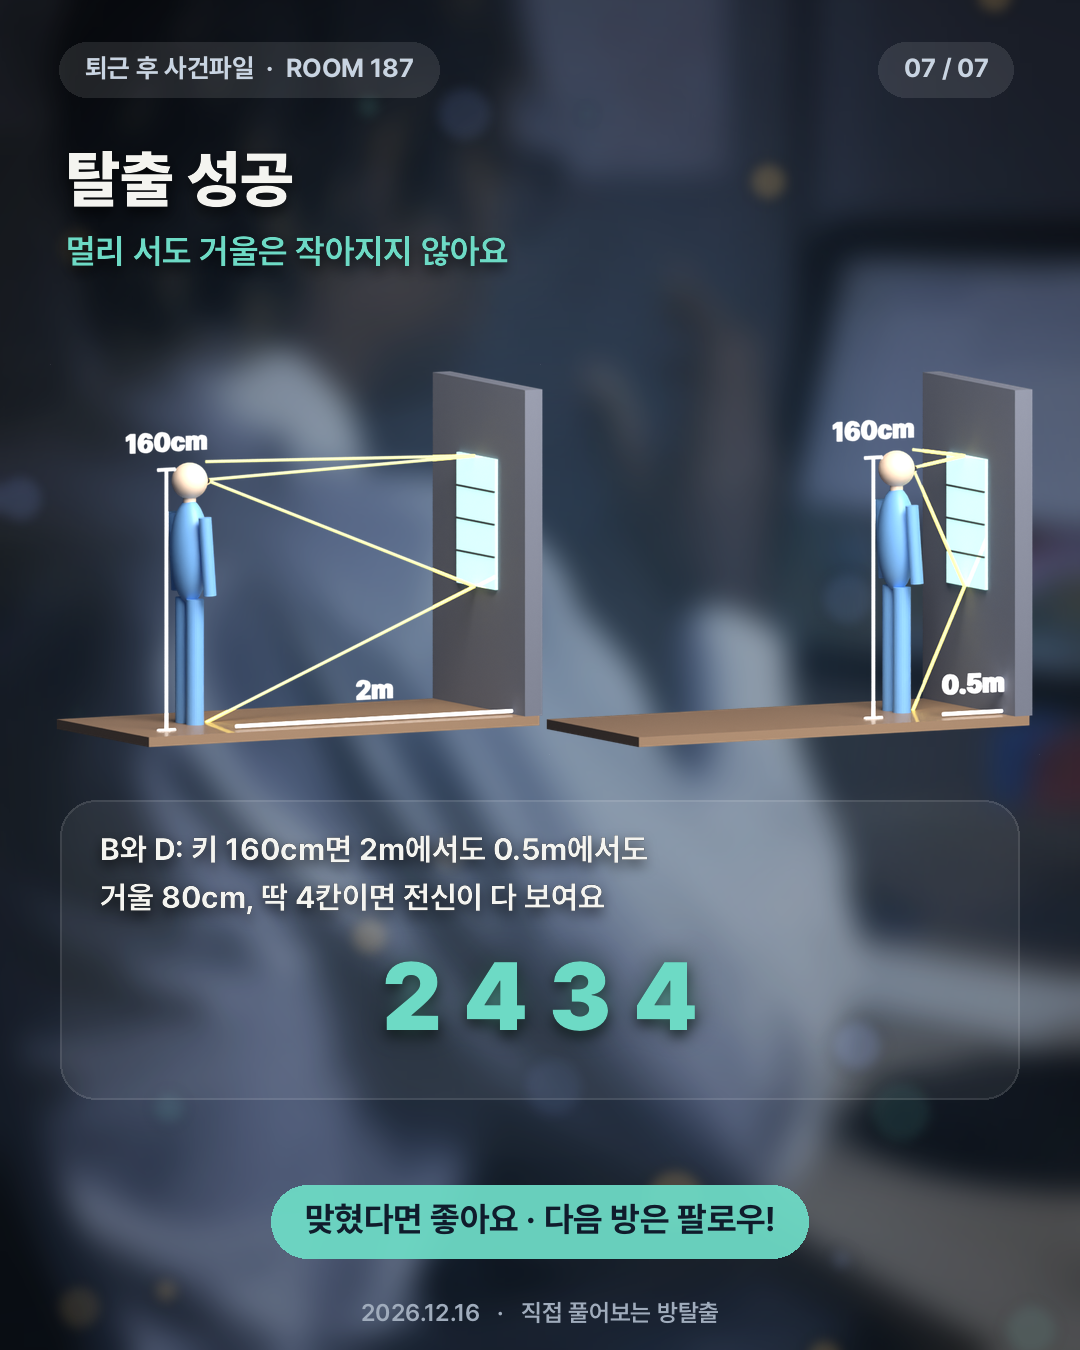 퇴근 후 사건파일 · ROOM 187
07 / 07
탈출 성공
멀리 서도 거울은 작아지지 않아요
160cm
2m
160cm
0.5m
B와 D: 키 160cm면 2m에서도 0.5m에서도
거울 80cm, 딱 4칸이면 전신이 다 보여요
2 4 3 4
맞혔다면 좋아요 · 다음 방은 팔로우!
2026.12.16 · 직접 풀어보는 방탈출